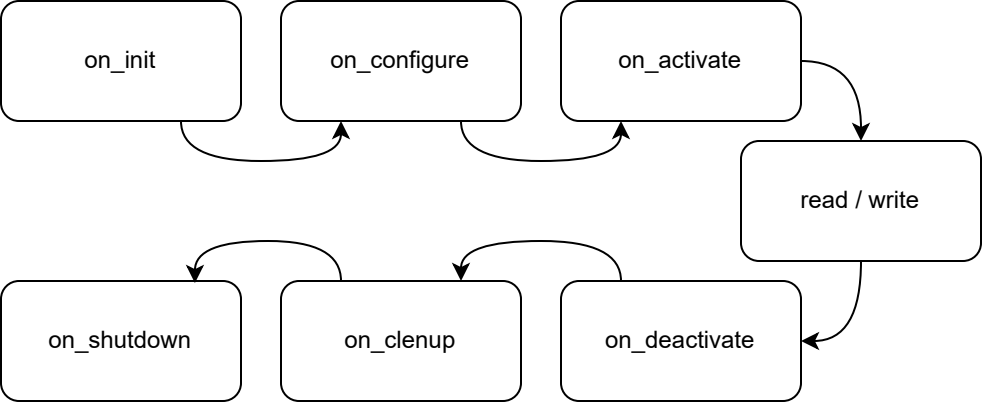 on_init
on_configure
on_activate
read / write
on_shutdown
on_clenup
on_deactivate